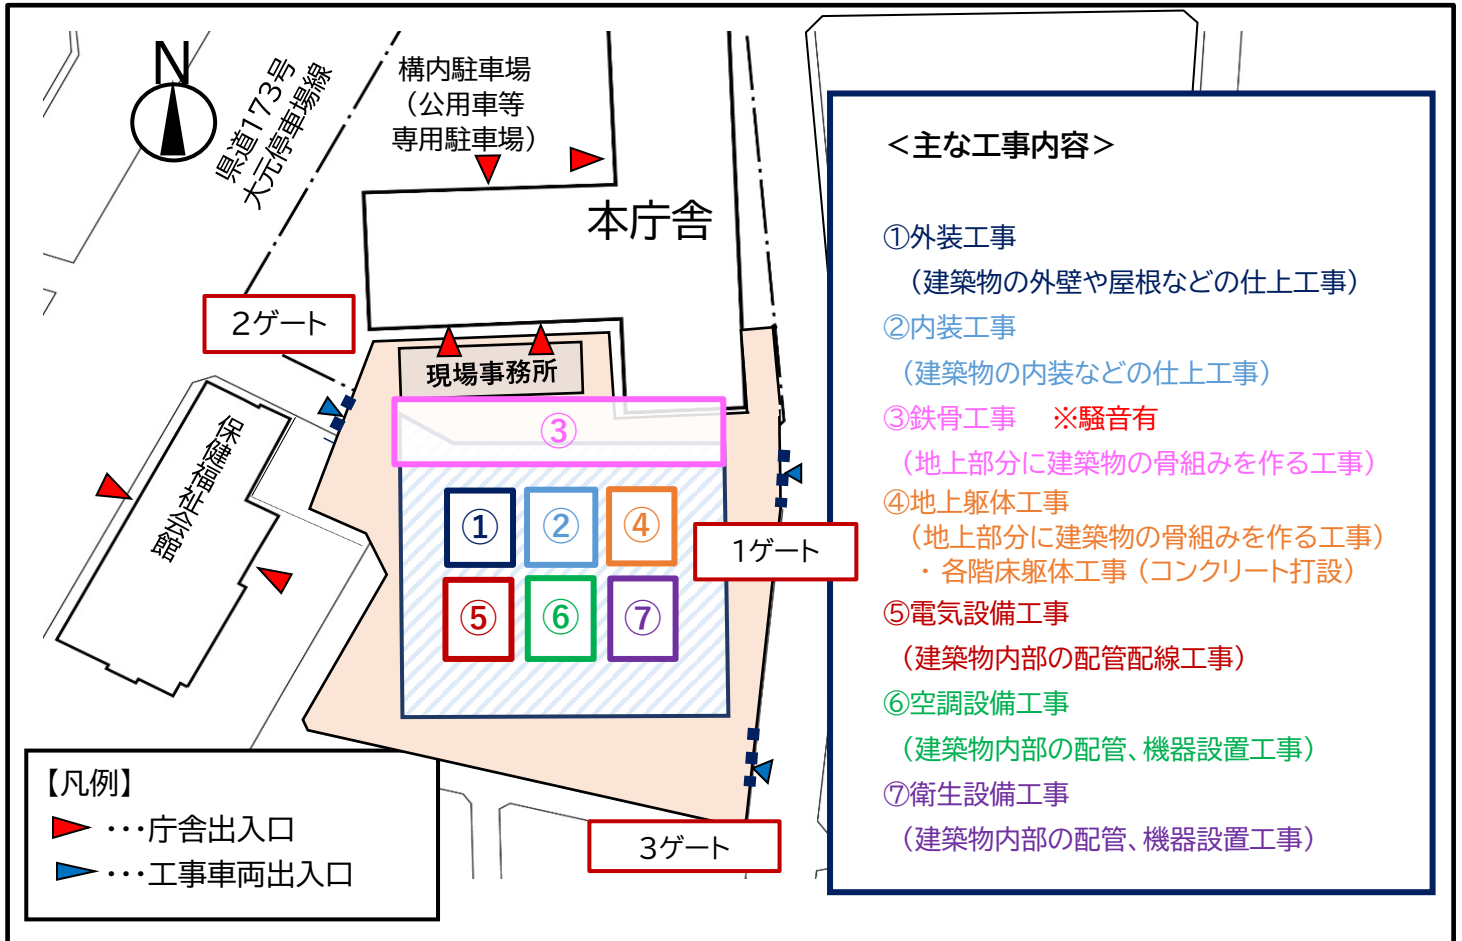 N
県道173号
大元停車場線
構内駐車場
（公用車等
専用駐車場）
本庁舎
2ゲート
現場事務所
保健福祉会館
③
①
②
④
1ゲート
⑤
⑥
⑦
3ゲート
【凡例】
･･･庁舎出入口
･･･工事車両出入口
＜主な工事内容＞
①外装工事
（建築物の外壁や屋根などの仕上工事）
②内装工事
（建築物の内装などの仕上工事）
③鉄骨工事　※騒音有
（地上部分に建築物の骨組みを作る工事）
④地上躯体工事
（地上部分に建築物の骨組みを作る工事）
・各階床躯体工事（コンクリート打設）
⑤電気設備工事
（建築物内部の配管配線工事）
⑥空調設備工事
（建築物内部の配管、機器設置工事）
⑦衛生設備工事
（建築物内部の配管、機器設置工事）